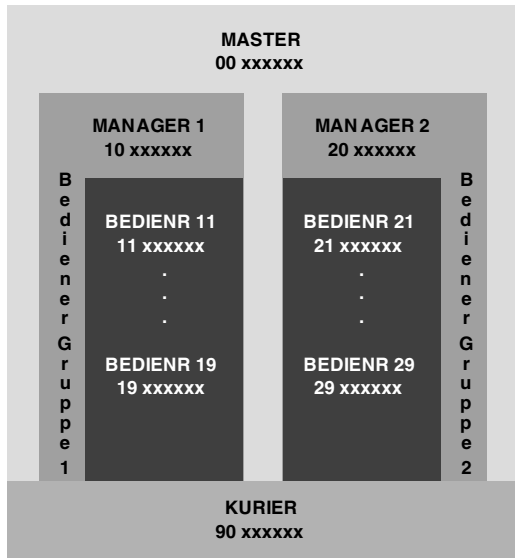 MASTER
00 xxxxxx
MANAGER 1
10 xxxxxx
Bediener Gruppe 1
BEDIENR 11
11 xxxxxx
.
.
.
BEDIENR 19
19 xxxxxx
MANAGER 2
20 xxxxxx
BEDIENR 21
21 xxxxxx
.
.
.
BEDIENR 29
29 xxxxxx
Bediener Gruppe 2
KURIER
90 xxxxxx